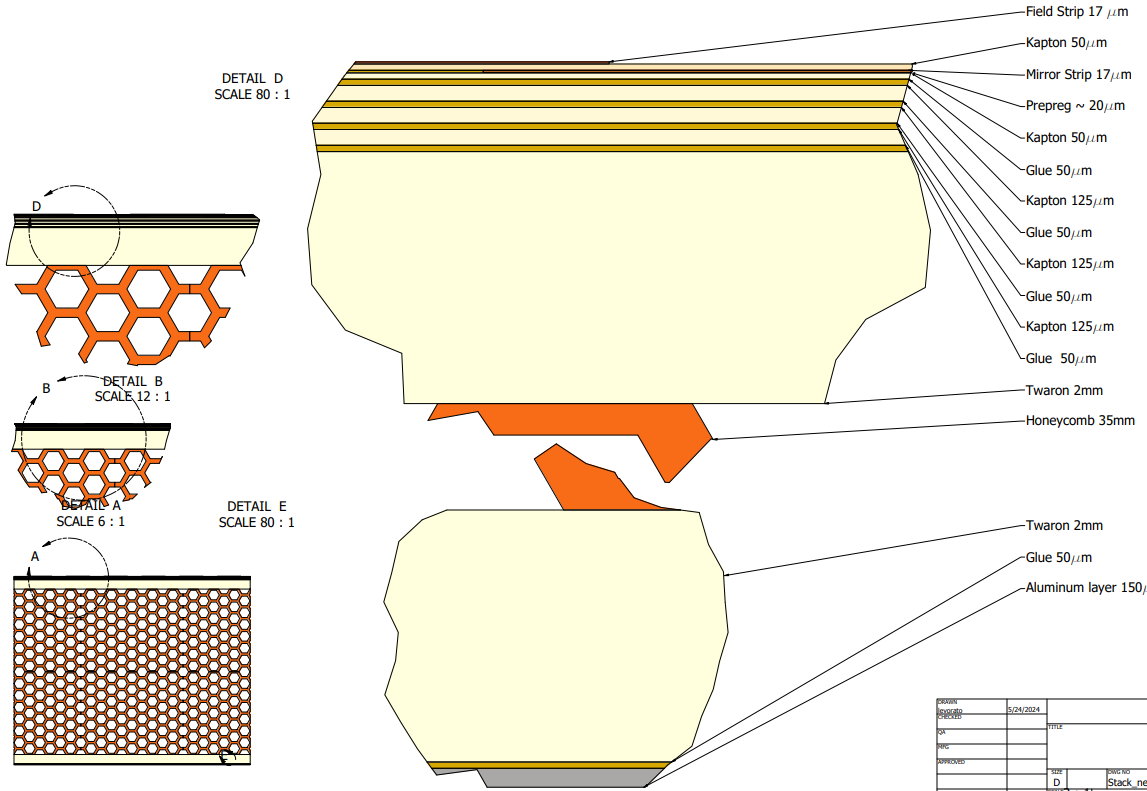 Field Strip 17 μm
Kapton 50μm
Mirror Strip 17μm
Prepreg ~ 20μm
Kapton 50μm
Glue 50μm
Kapton 125μm
Glue 50μm
Kapton 125μm
Glue 50μm
Kapton 125μm
Glue 50μm
Twaron 2mm
Honeycomb 35mm
Twaron 2mm
Glue 50μm
Aluminum layer 150μ
DETAIL D
SCALE 80 : 1
D
DETAIL B
SCALE 12 : 1
B
DETAIL A
SCALE 6 : 1
DETAIL E
SCALE 80 : 1
A
DRAWN
levorato
5/24/2024
CHECKED
QA
MFG
APPROVED
TITLE
SIZE
D
DWG NO
Stack_ne